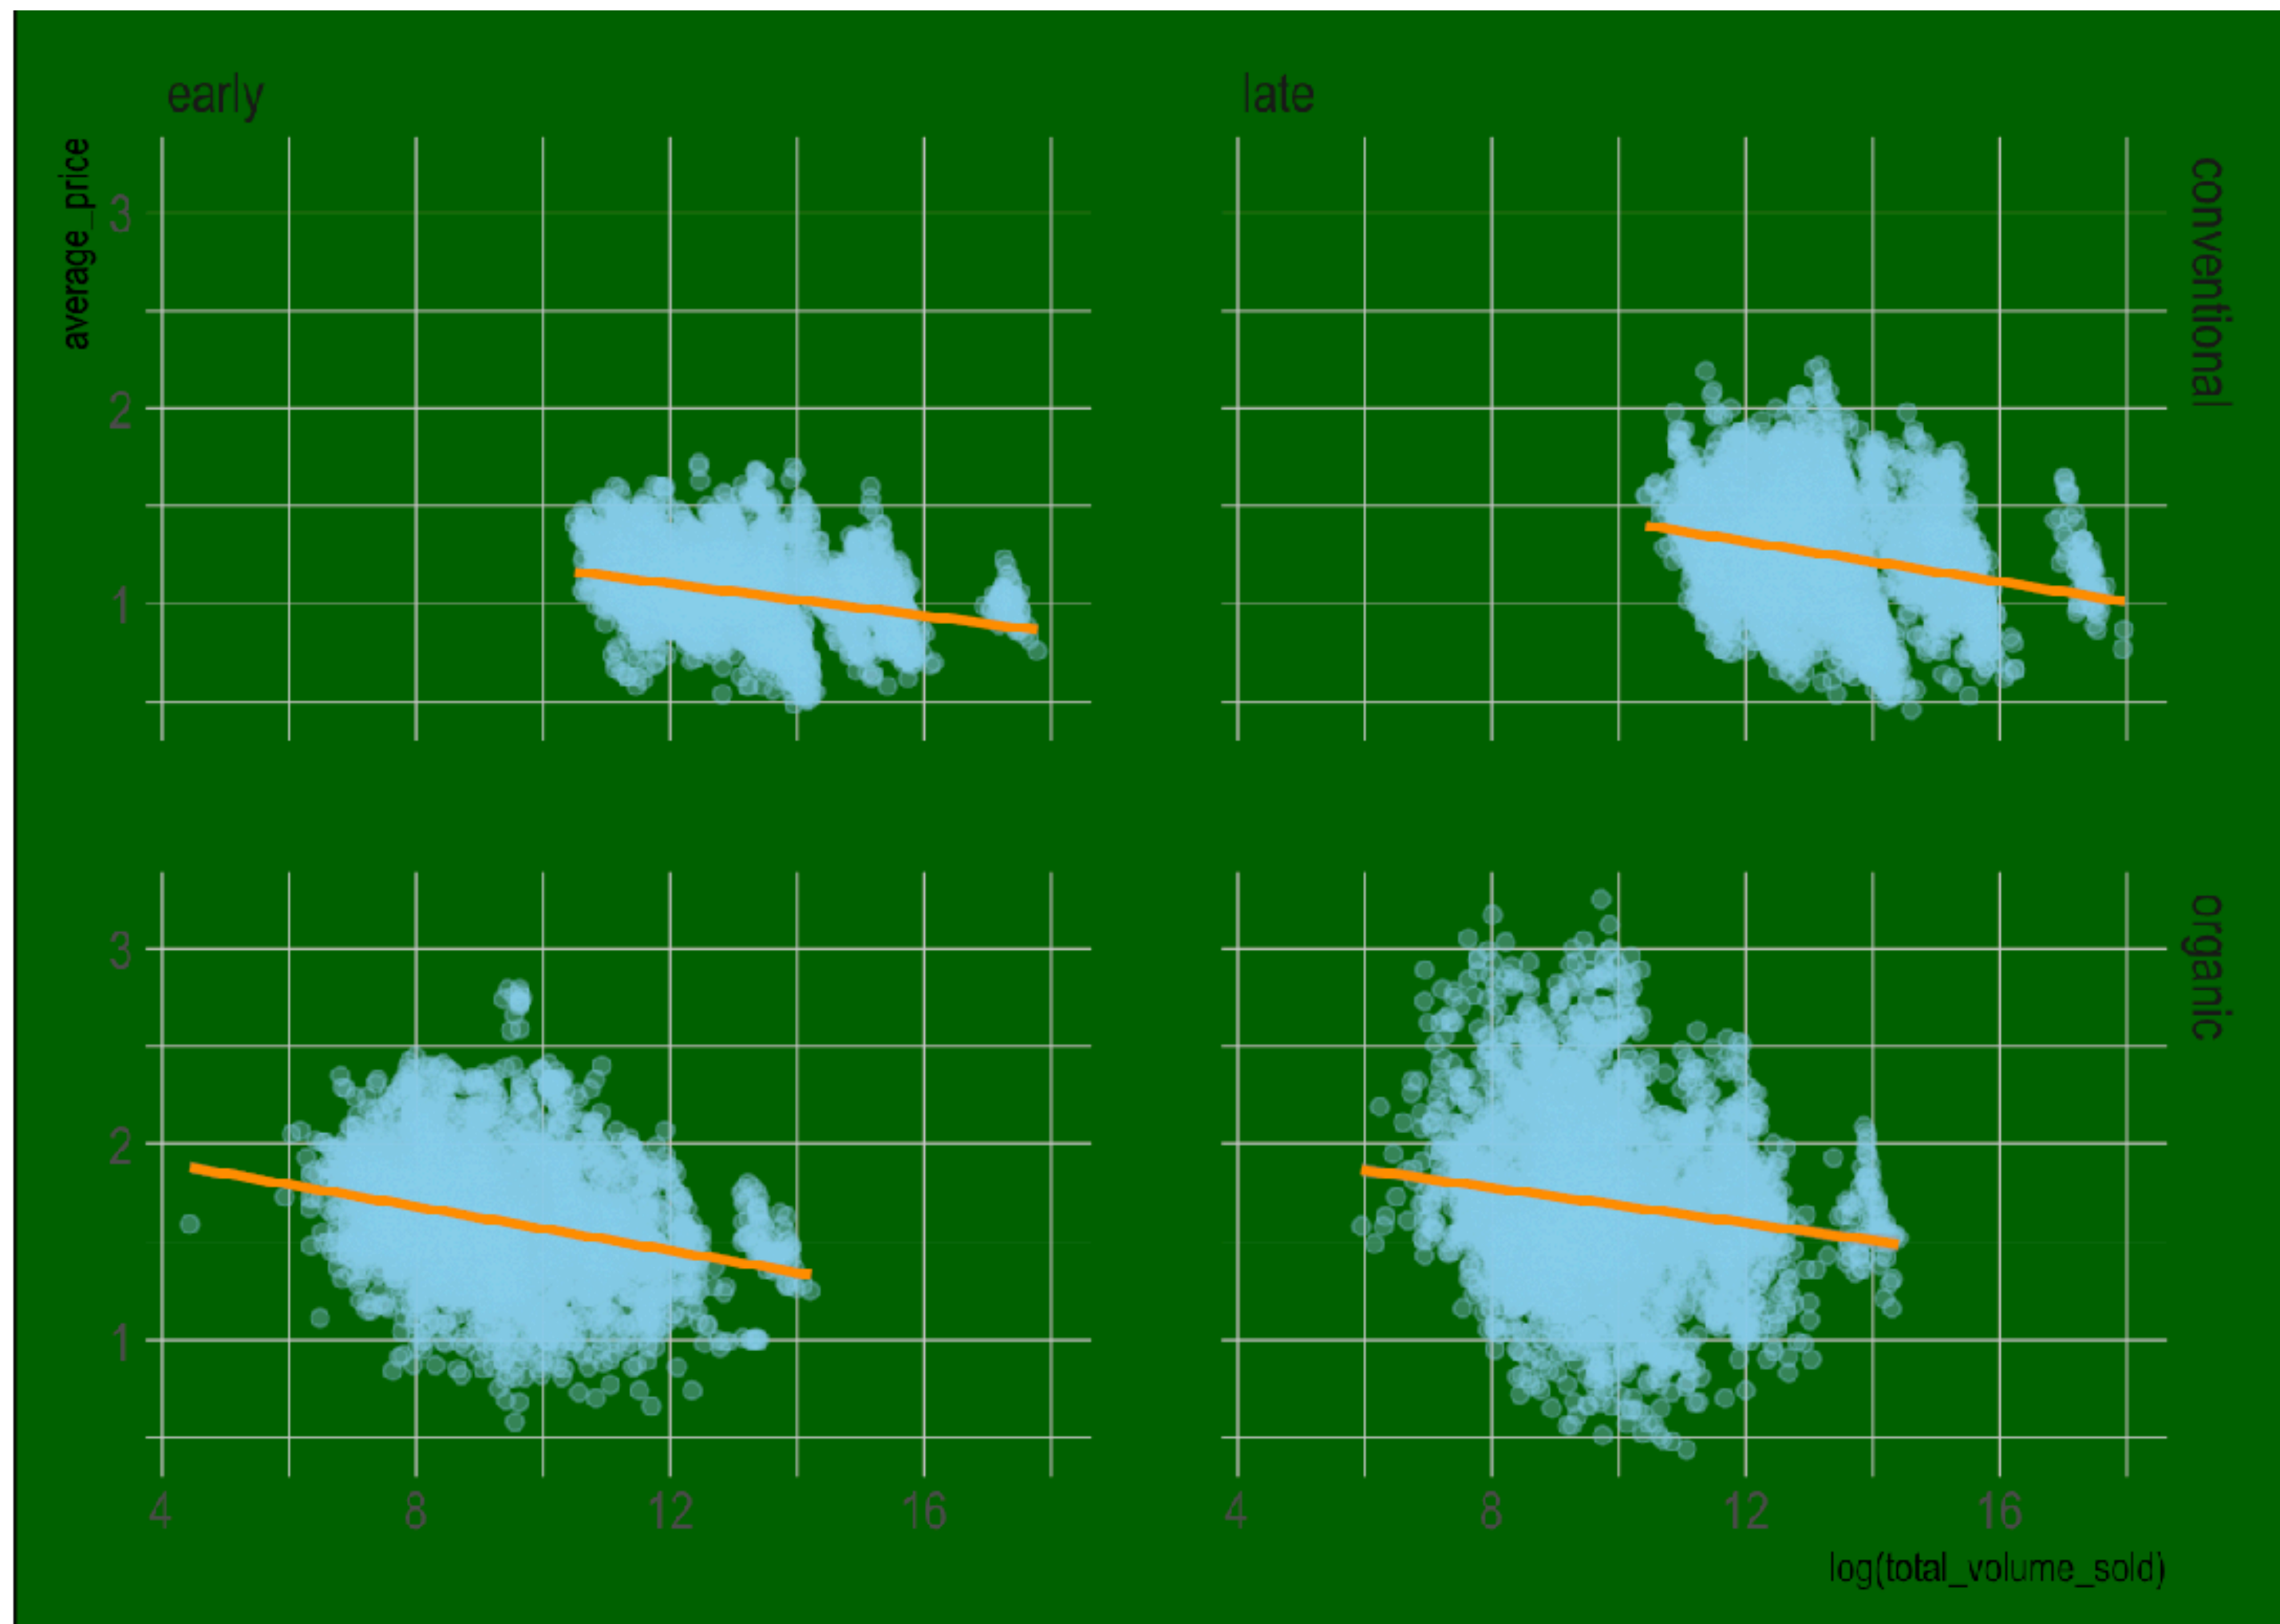 early
late
average_price
3
2
1
conventional
3
2
1
organic
4 8 12 16
4 8 12 16
log(total_volume_sold)